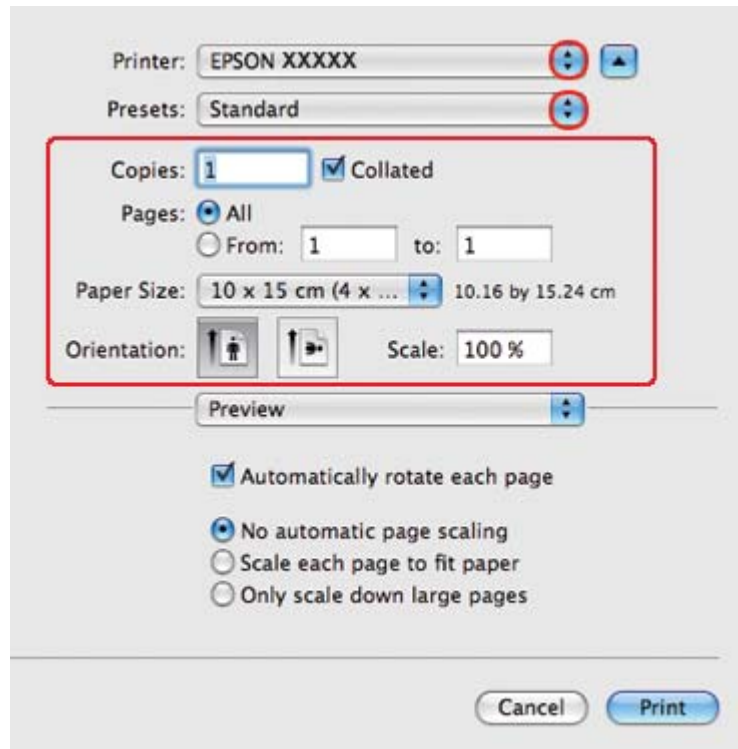 Printer: EPSON XXXXX
Presets: Standard
Copies: 1 Collated
Pages: All
From: 1 to: 1
Paper Size: 10 x 15 cm (4 x ... 10.16 by 15.24 cm
Orientation: Scale: 100 %
Preview
Automatically rotate each page
No automatic page scaling
Scale each page to fit paper
Only scale down large pages
Cancel Print